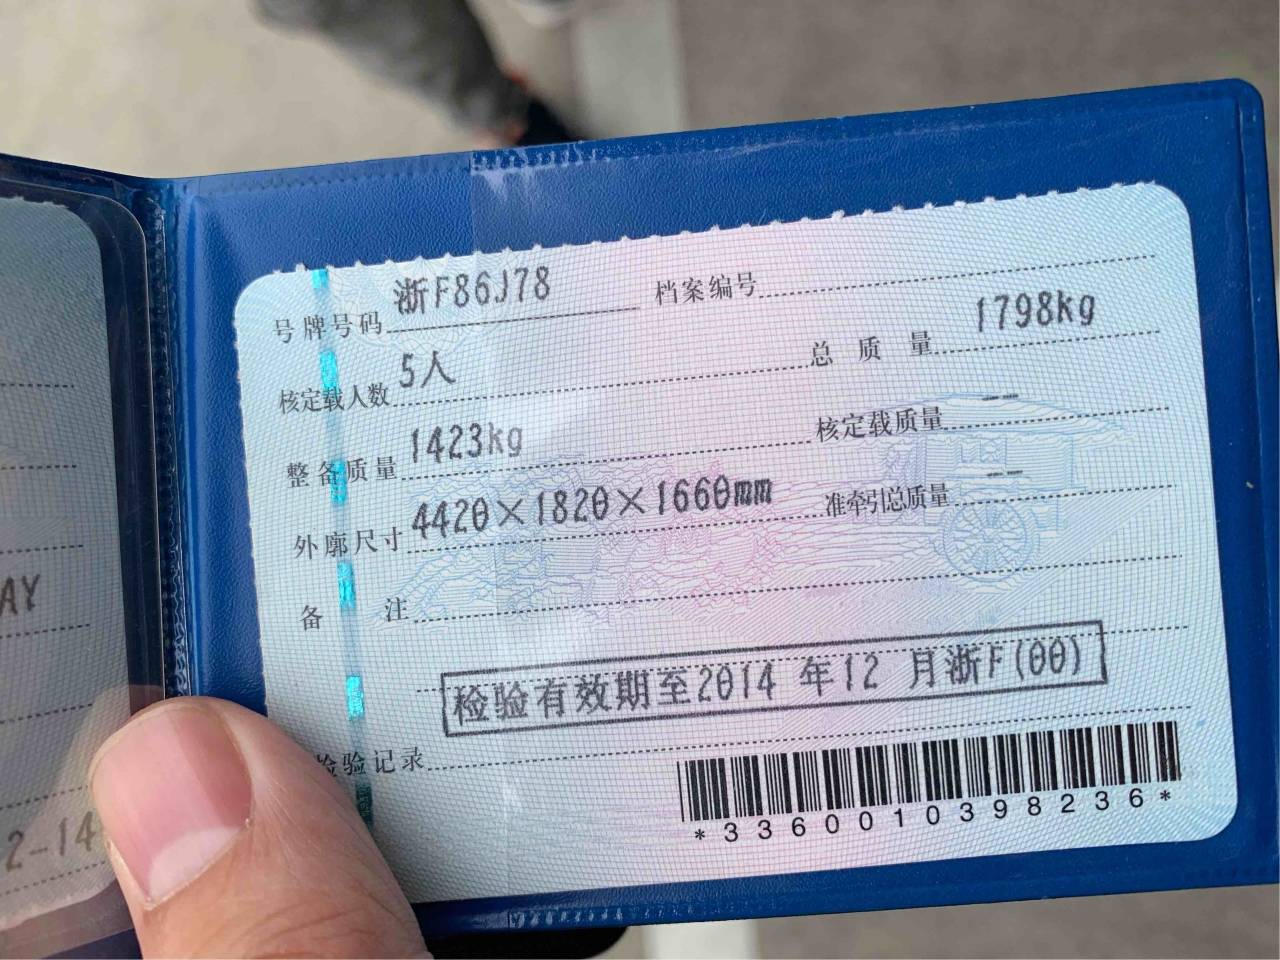 号牌号码 浙F86J78 档案编号
核定载人数 5人 总质量 1798kg
整备质量 1423kg 核定载质量 --
外廓尺寸 4420×1820×1660mm 准牵引总质量 --
备注
检验有效期至2014 年12 月浙F(00)
检验记录
*3360010398236*
AY
2-14